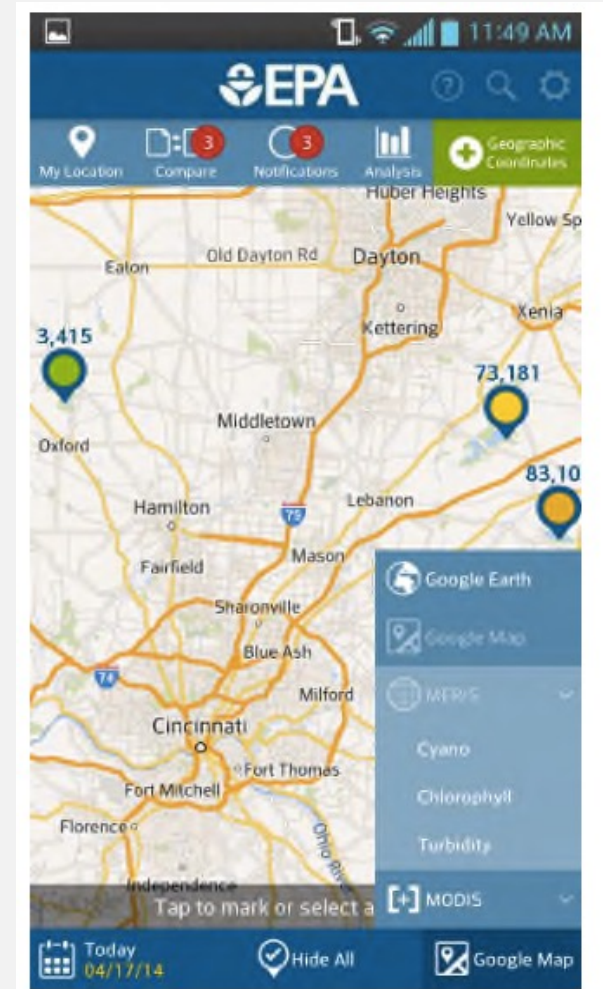 11:49 AM
EPA
My Location
Compare
3
Notifications
3
Analysis
Geographic
Coordinates
Huber Heights
Yellow Sp
Old Dayton Rd
Dayton
Eaton
Xenia
Kettering
3,415
73,181
Middletown
Oxford
83,10
Hamilton
Lebanon
75
Mason
Fairfield
Google Earth
Sharonville
Google Map
Blue Ash
74
Milford
MERIS
Cincinnati
Cyano
Fort Thomas
Fort Mitchell
Chlorophyll
Florence
Turbidity
Ohio River
Independence
Tap to mark or select a
[+] MODIS
Today
04/17/14
Hide All
Google Map